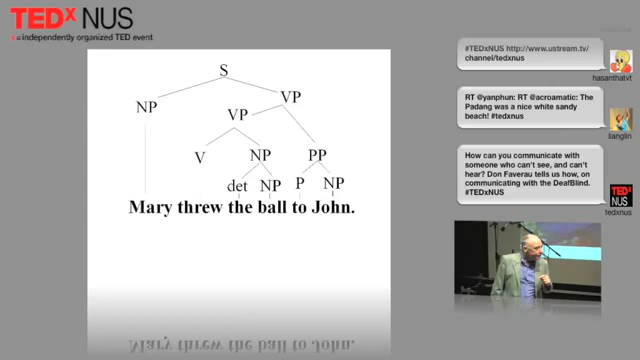 TEDx NUS
x = independently organized TED event
S
NP
VP
VP
V
NP
PP
det
NP
P
NP
Mary threw the ball to John.
#TEDxNUS http://www.ustream.tv/
channel/tedxnus
hasanthatvt
RT @yanphun: RT @acroamatic: The
Padang was a nice white sandy
beach! #tedxnus
lianglin
How can you communicate with
someone who can't see, and
can't hear? Don Faverau tells us
how, on communicating with
the DeafBlind.
#TEDXNUS
TED
NUS
tedxnus